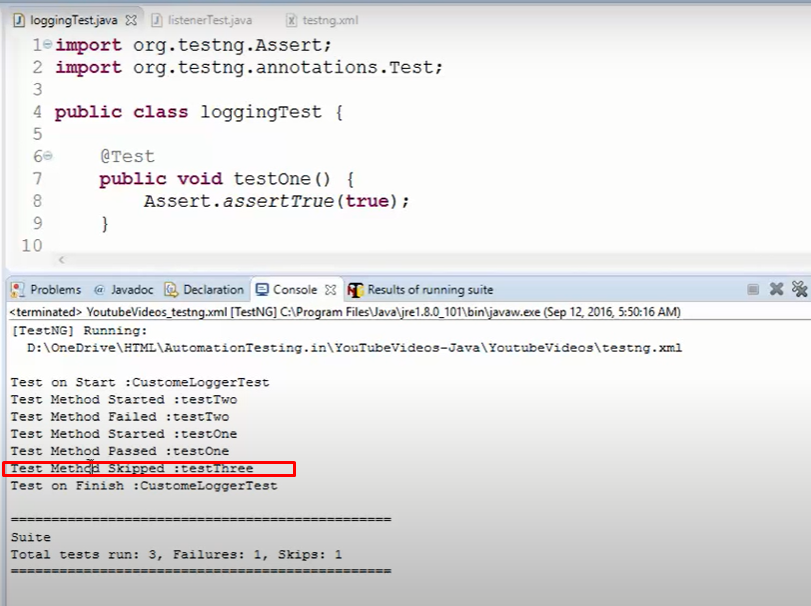 loggingTest.java listenerTest.java testng.xml
1 import org.testng.Assert;
2 import org.testng.annotations.Test;
3
4 public class loggingTest {
5
6 @Test
7 public void testOne() {
8 Assert.assertTrue(true);
9 }
10
Problems @ Javadoc Declaration Console Results of running suite
<terminated> YoutubeVideos_testng.xml [TestNG] C:\Program Files\Java\jre1.8.0_101\bin\javaw.exe (Sep 12, 2016, 5:50:16 AM)
[TestNG] Running:
D:\OneDrive\HTML\AutomationTesting.in\YouTubeVideos-Java\YoutubeVideos\testng.xml
Test on Start :CustomeLoggerTest
Test Method Started :testTwo
Test Method Failed :testTwo
Test Method Started :testOne
Test Method Passed :testOne
Test Method Skipped :testThree
Test on Finish :CustomeLoggerTest
===============================================
Suite
Total tests run: 3, Failures: 1, Skips: 1
===============================================